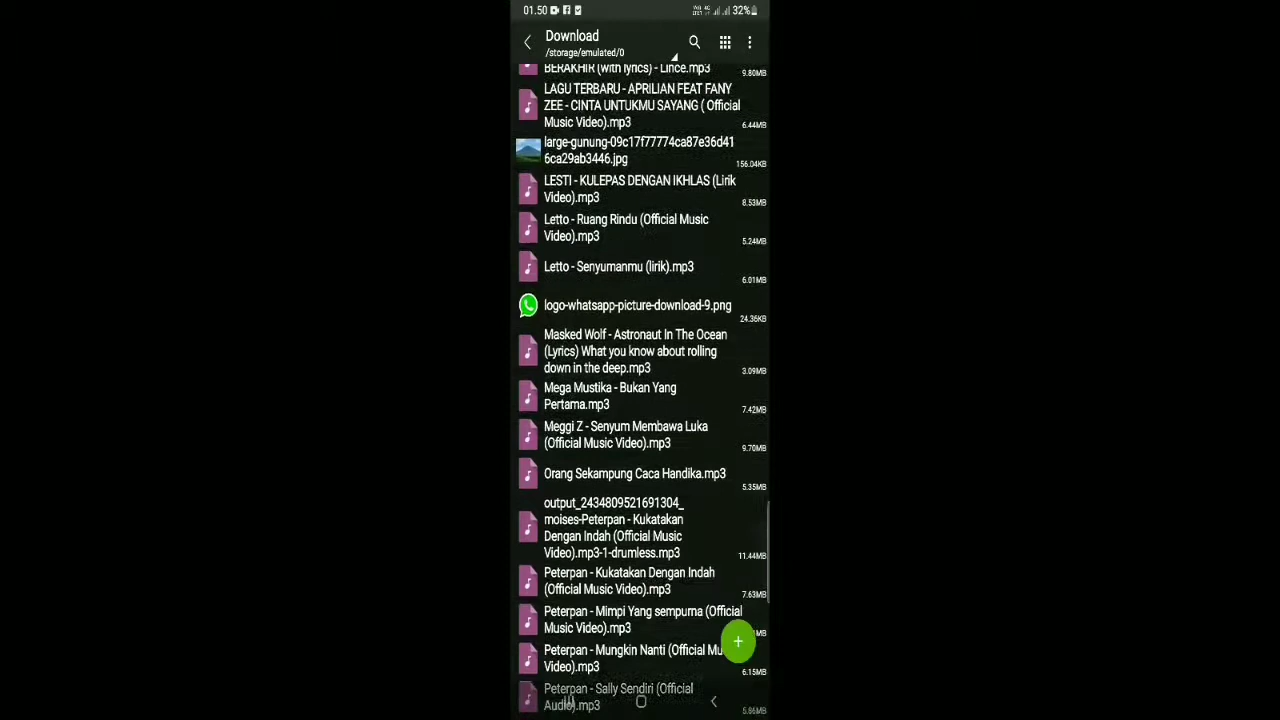 01.50
32%
Download
/storage/emulated/0
BERAKHIR (with lyrics) - Lince.mp3
9.80MB
LAGU TERBARU - APRILIAN FEAT FANY
ZEE - CINTA UNTUKMU SAYANG ( Official
Music Video).mp3
6.44MB
large-gunung-09c17f77774ca87e36d41
6ca29ab3446.jpg
156.04KB
LESTI - KULEPAS DENGAN IKHLAS (Lirik
Video).mp3
8.53MB
Letto - Ruang Rindu (Official Music
Video).mp3
5.24MB
Letto - Senyumanmu (lirik).mp3
6.01MB
logo-whatsapp-picture-download-9.png
24.36KB
Masked Wolf - Astronaut In The Ocean
(Lyrics) What you know about rolling
down in the deep.mp3
3.09MB
Mega Mustika - Bukan Yang
Pertama.mp3
7.42MB
Meggi Z - Senyum Membawa Luka
(Official Music Video).mp3
9.70MB
Orang Sekampung Caca Handika.mp3
5.35MB
output_2434809521691304_
moises-Peterpan - Kukatakan
Dengan Indah (Official Music
Video).mp3-1-drumless.mp3
11.44MB
Peterpan - Kukatakan Dengan Indah
(Official Music Video).mp3
7.63MB
Peterpan - Mimpi Yang sempurna (Official
Music Video).mp3
Peterpan - Mungkin Nanti (Official Mu
Video).mp3
6.15MB
Peterpan - Sally Sendiri (Official
Audio).mp3
5.86MB